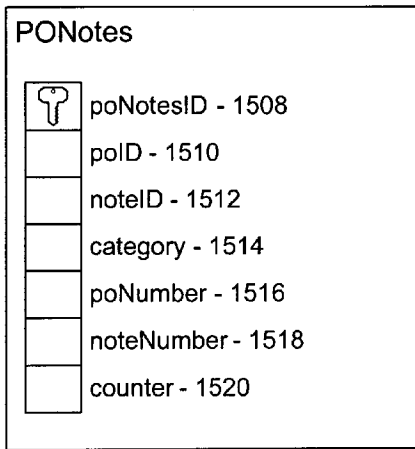 PONotes
poNotesID - 1508
poID - 1510
noteID - 1512
category - 1514
poNumber - 1516
noteNumber - 1518
counter - 1520